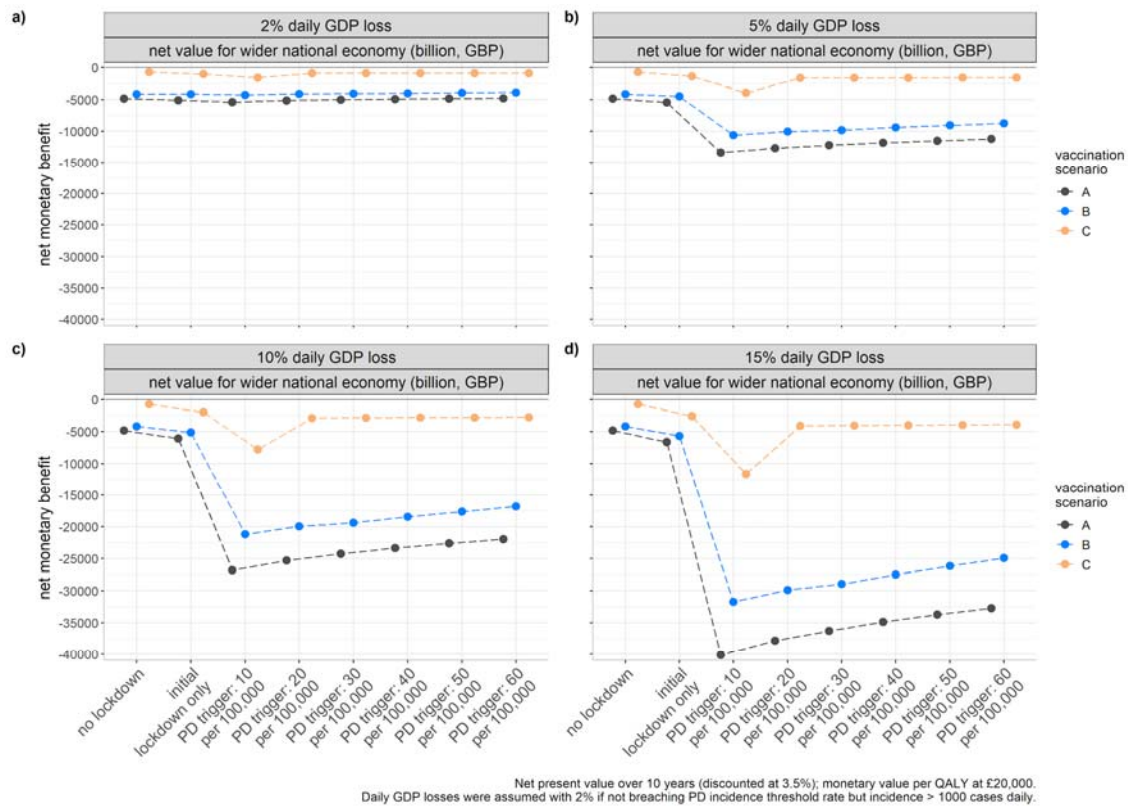 a)
2% daily GDP loss
net value for wider national economy (billion, GBP)
b)
5% daily GDP loss
net value for wider national economy (billion, GBP)
net monetary benefit
0
-5000
-10000
-15000
-20000
-25000
-30000
-35000
-40000
vaccination
scenario
A
B
C
c)
10% daily GDP loss
net value for wider national economy (billion, GBP)
d)
15% daily GDP loss
net value for wider national economy (billion, GBP)
net monetary benefit
0
-5000
-10000
-15000
-20000
-25000
-30000
-35000
-40000
vaccination
scenario
A
B
C
no lockdown
initial
lockdown only
PD trigger: 10
per 100,000
PD trigger: 20
per 100,000
PD trigger: 30
per 100,000
PD trigger: 40
per 100,000
PD trigger: 50
per 100,000
PD trigger: 60
per 100,000
no lockdown
initial
lockdown only
PD trigger: 10
per 100,000
PD trigger: 20
per 100,000
PD trigger: 30
per 100,000
PD trigger: 40
per 100,000
PD trigger: 50
per 100,000
PD trigger: 60
per 100,000
Net present value over 10 years (discounted at 3.5%); monetary value per QALY at £20,000.
Daily GDP losses were assumed with 2% if not breaching PD incidence threshold rate but incidence > 1000 cases daily.